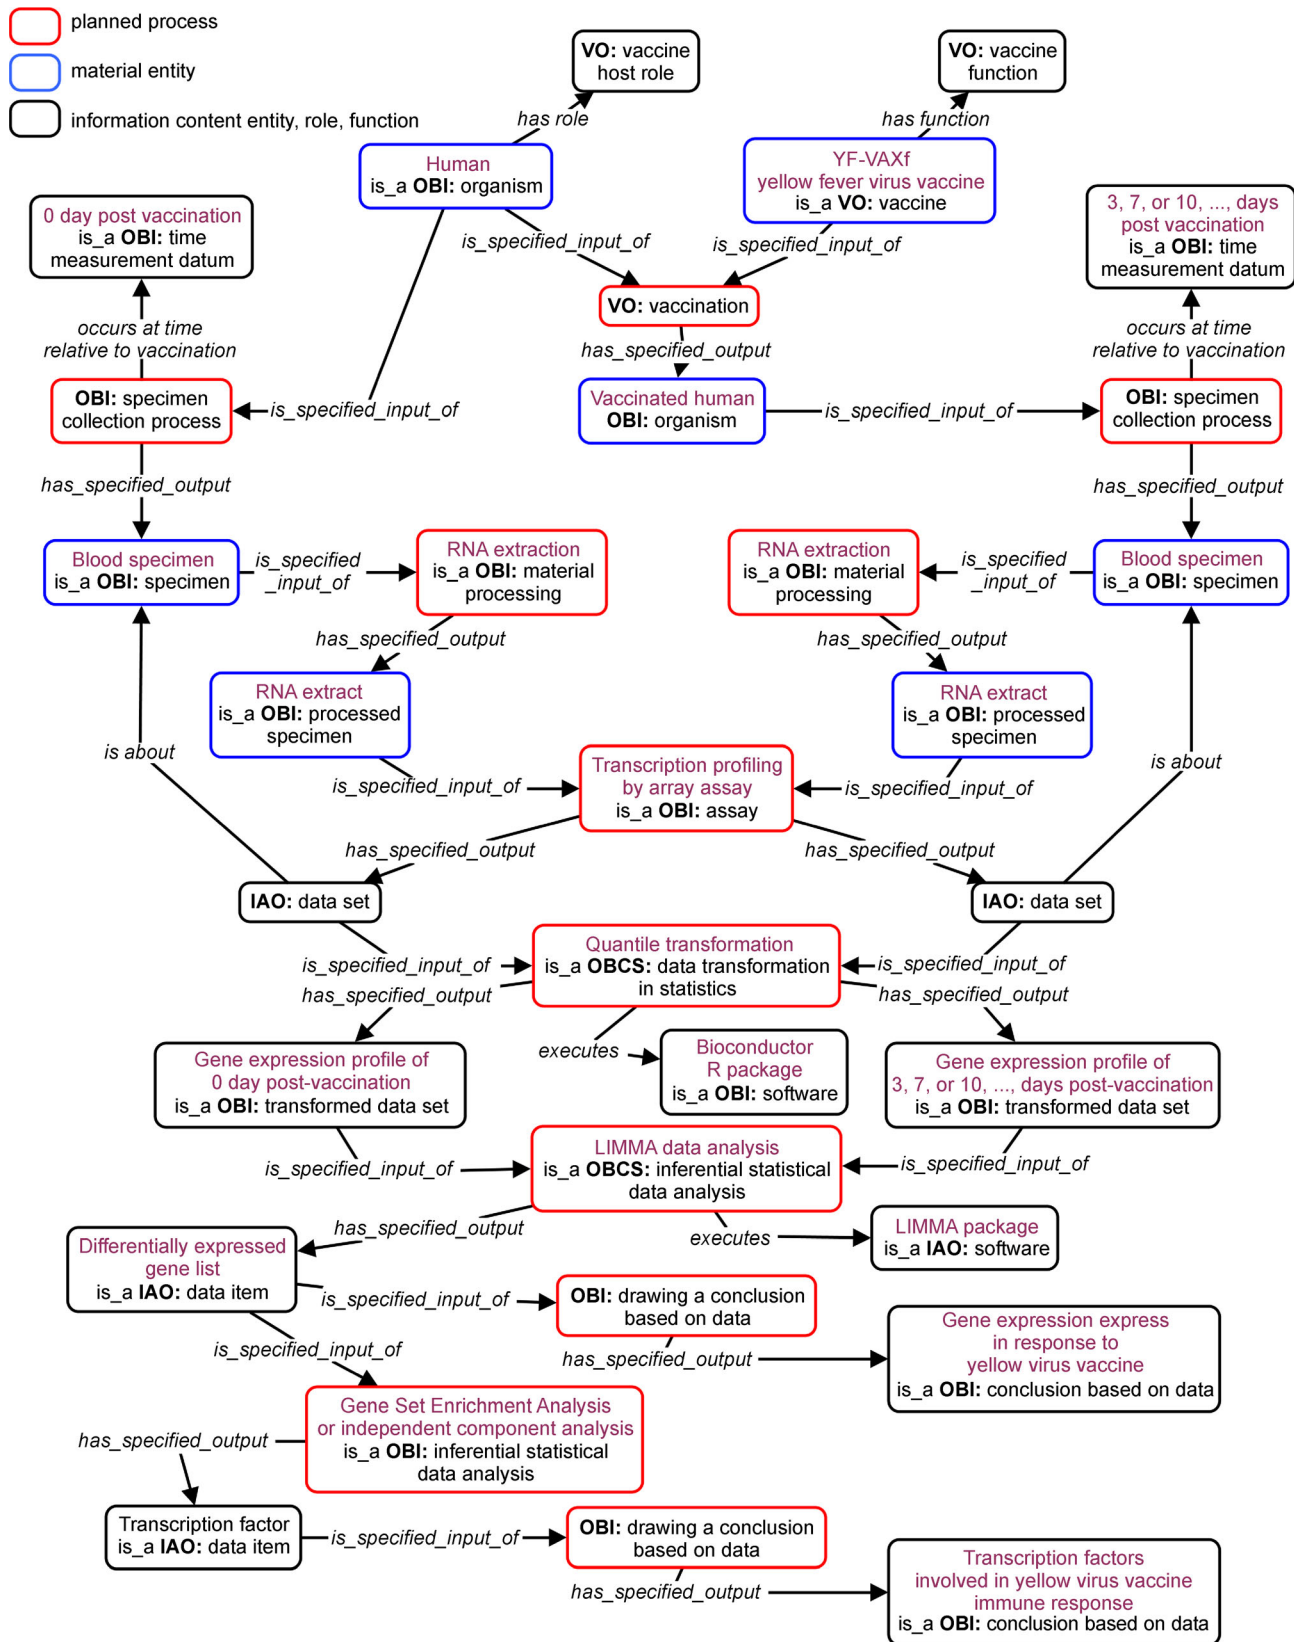 planned process
material entity
information content entity, role, function
VO: vaccine
host role
VO: vaccine
function
has role
has function
Human
is_a OBI: organism
YF-VAXf
yellow fever virus vaccine
is_a VO: vaccine
0 day post vaccination
is_a OBI: time
measurement datum
3, 7, or 10, ..., days
post vaccination
is_a OBI: time
measurement datum
is_specified_input_of
is_specified_input_of
VO: vaccination
occurs at time
relative to vaccination
has_specified_output
occurs at time
relative to vaccination
OBI: specimen
collection process
is_specified_input_of
Vaccinated human
OBI: organism
is_specified_input_of
OBI: specimen
collection process
has_specified_output
has_specified_output
Blood specimen
is_a OBI: specimen
is_specified
_input_of
RNA extraction
is_a OBI: material
processing
RNA extraction
is_a OBI: material
processing
is_specified
_input_of
Blood specimen
is_a OBI: specimen
has_specified_output
has_specified_output
RNA extract
is_a OBI: processed
specimen
RNA extract
is_a OBI: processed
specimen
is about
is about
is_specified_input_of
Transcription profiling
by array assay
is_a OBI: assay
is_specified_input_of
has_specified_output
has_specified_output
IAO: data set
IAO: data set
is_specified_input_of
Quantile transformation
is_a OBCS: data transformation
in statistics
is_specified_input_of
has_specified_output
has_specified_output
executes
Bioconductor
R package
is_a OBI: software
Gene expression profile of
0 day post-vaccination
is_a OBI: transformed data set
Gene expression profile of
3, 7, or 10, ..., days post-vaccination
is_a OBI: transformed data set
is_specified_input_of
LIMMA data analysis
is_a OBCS: inferential statistical
data analysis
is_specified_input_of
has_specified_output
executes
LIMMA package
is_a IAO: software
Differentially expressed
gene list
is_a IAO: data item
is_specified_input_of
OBI: drawing a conclusion
based on data
is_specified_input_of
has_specified_output
Gene expression express
in response to
yellow virus vaccine
is_a OBI: conclusion based on data
Gene Set Enrichment Analysis
or independent component analysis
is_a OBI: inferential statistical
data analysis
has_specified_output
Transcription factor
is_a IAO: data item
is_specified_input_of
OBI: drawing a conclusion
based on data
has_specified_output
Transcription factors
involved in yellow virus vaccine
immune response
is_a OBI: conclusion based on data